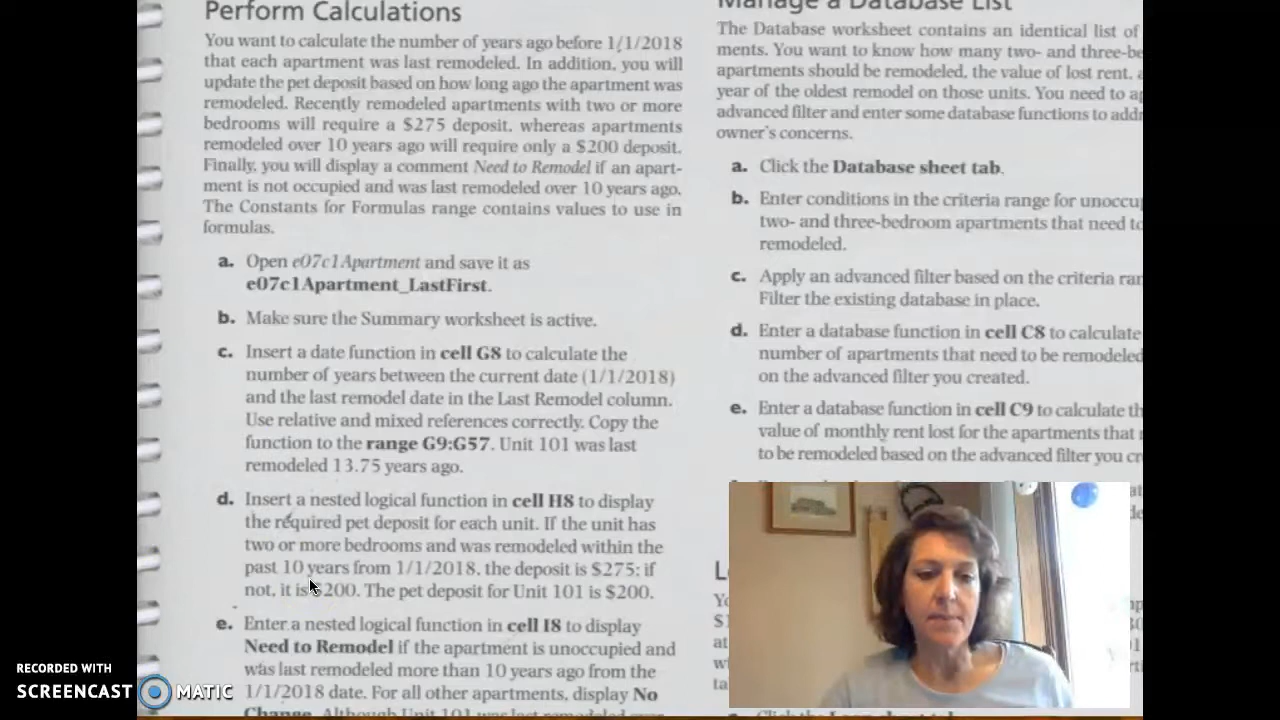 Perform Calculations
You want to calculate the number of years ago before 1/1/2018
that each apartment was last remodeled. In addition, you will
update the pet deposit based on how long ago the apartment was
remodeled. Recently remodeled apartments with two or more
bedrooms will require a $275 deposit, whereas apartments
remodeled over 10 years ago will require only a $200 deposit.
Finally, you will display a comment Need to Remodel if an apart-
ment is not occupied and was last remodeled over 10 years ago.
The Constants for Formulas range contains values to use in
formulas.
a. Open e07c1Apartment and save it as
e07c1Apartment_LastFirst.
b. Make sure the Summary worksheet is active.
c. Insert a date function in cell G8 to calculate the
number of years between the current date (1/1/2018)
and the last remodel date in the Last Remodel column.
Use relative and mixed references correctly. Copy the
function to the range G9:G57. Unit 101 was last
remodeled 13.75 years ago.
d. Insert a nested logical function in cell H8 to display
the required pet deposit for each unit. If the unit has
two or more bedrooms and was remodeled within the
past 10 years from 1/1/2018, the deposit is $275; if
not, it is $200. The pet deposit for Unit 101 is $200.
e. Enter a nested logical function in cell I8 to display
Need to Remodel if the apartment is unoccupied and
was last remodeled more than 10 years ago from the
1/1/2018 date. For all other apartments, display No
Change. Although Unit 101 was last remodeled over
Manage a Database List
The Database worksheet contains an identical list of
ments. You want to know how many two- and three-be
apartments should be remodeled, the value of lost rent, a
year of the oldest remodel on those units. You need to a
advanced filter and enter some database functions to addr
owner's concerns.
a. Click the Database sheet tab.
b. Enter conditions in the criteria range for unoccu
two- and three-bedroom apartments that need to
remodeled.
c. Apply an advanced filter based on the criteria ran
Filter the existing database in place.
d. Enter a database function in cell C8 to calculate
number of apartments that need to be remodeled
on the advanced filter you created.
e. Enter a database function in cell C9 to calculate th
value of monthly rent lost for the apartments that
to be remodeled based on the advanced filter you cr
RECORDED WITH
SCREENCAST MATIC